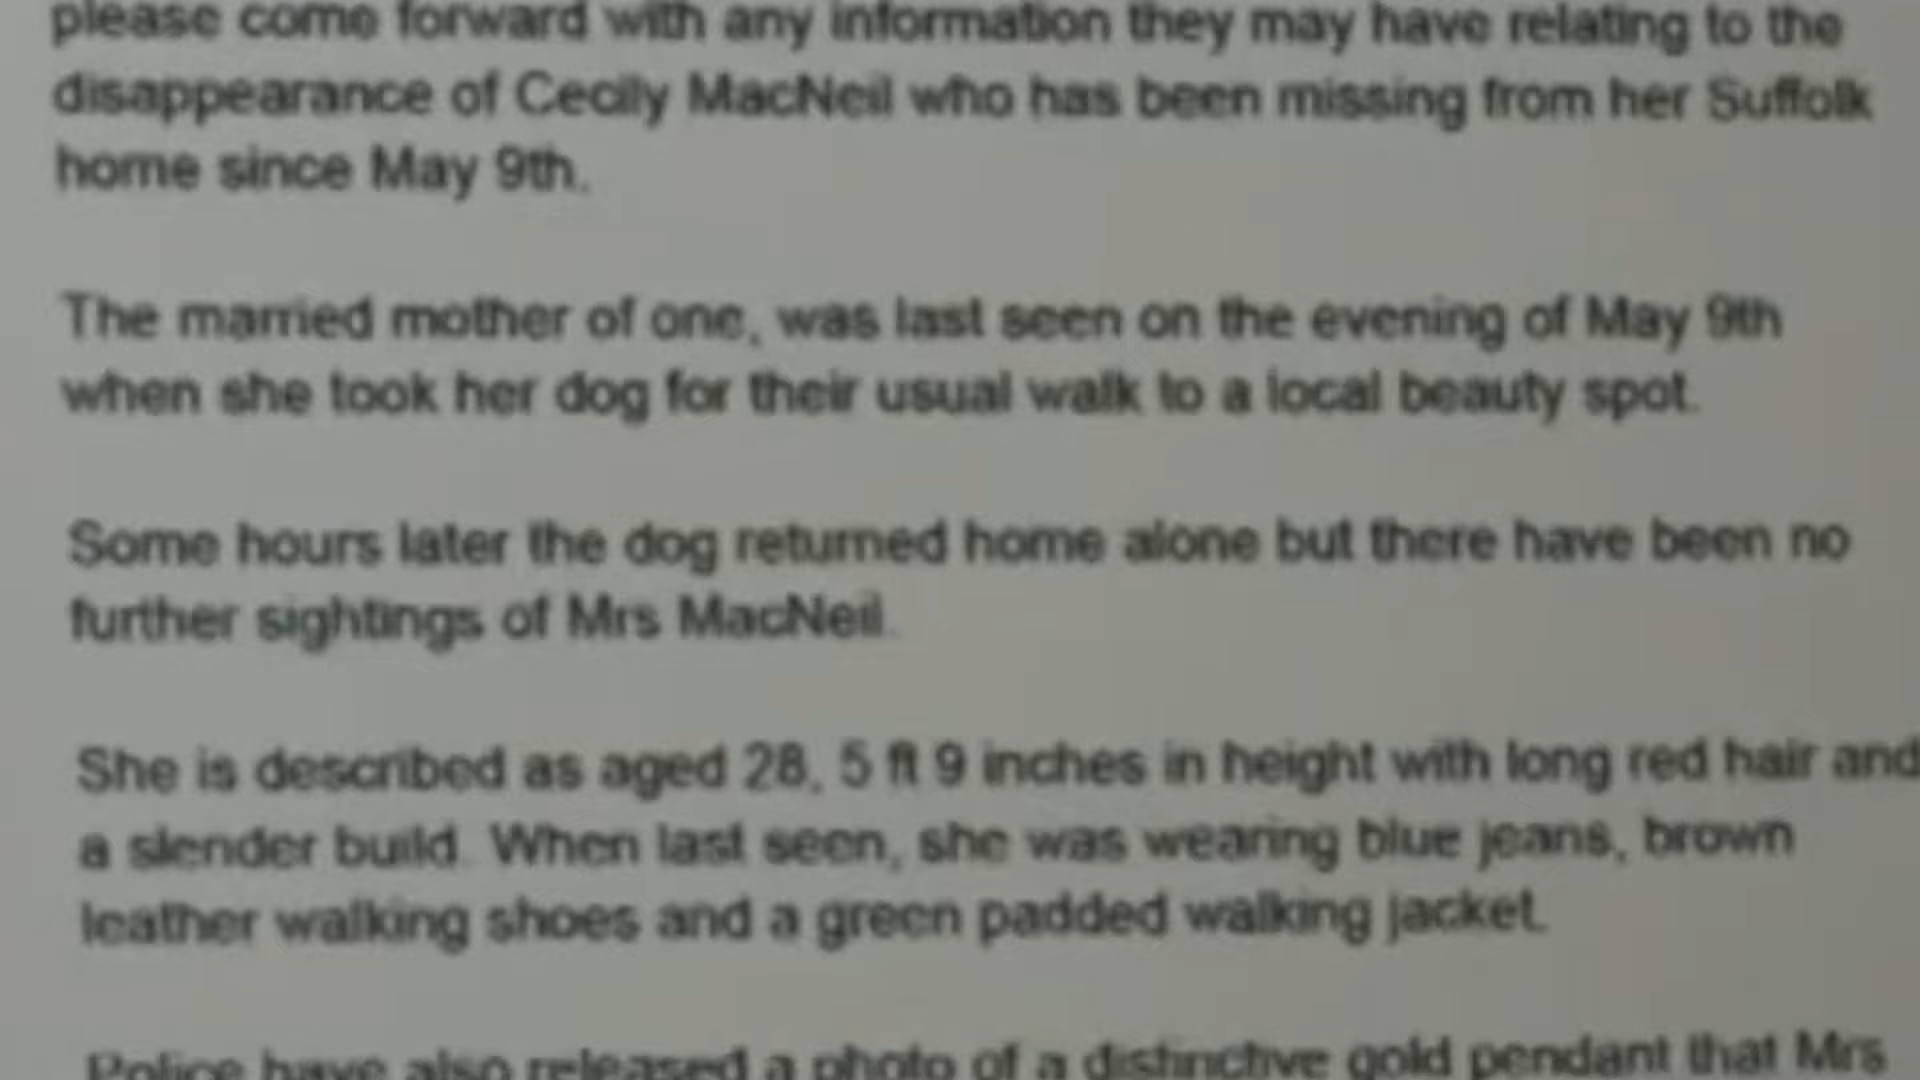 please come forward with any information they may have relating to the
disappearance of Cecily MacNeil who has been missing from her Suffolk
home since May 9th.
The married mother of one, was last seen on the evening of May 9th
when she took her dog for their usual walk to a local beauty spot.
Some hours later the dog returned home alone but there have been no
further sightings of Mrs MacNeil.
She is described as aged 28, 5 ft 9 inches in height with long red hair and
a slender build. When last seen, she was wearing blue jeans, brown
leather walking shoes and a green padded walking jacket.
Police have also released a photo of a distinctive gold pendant that Mrs